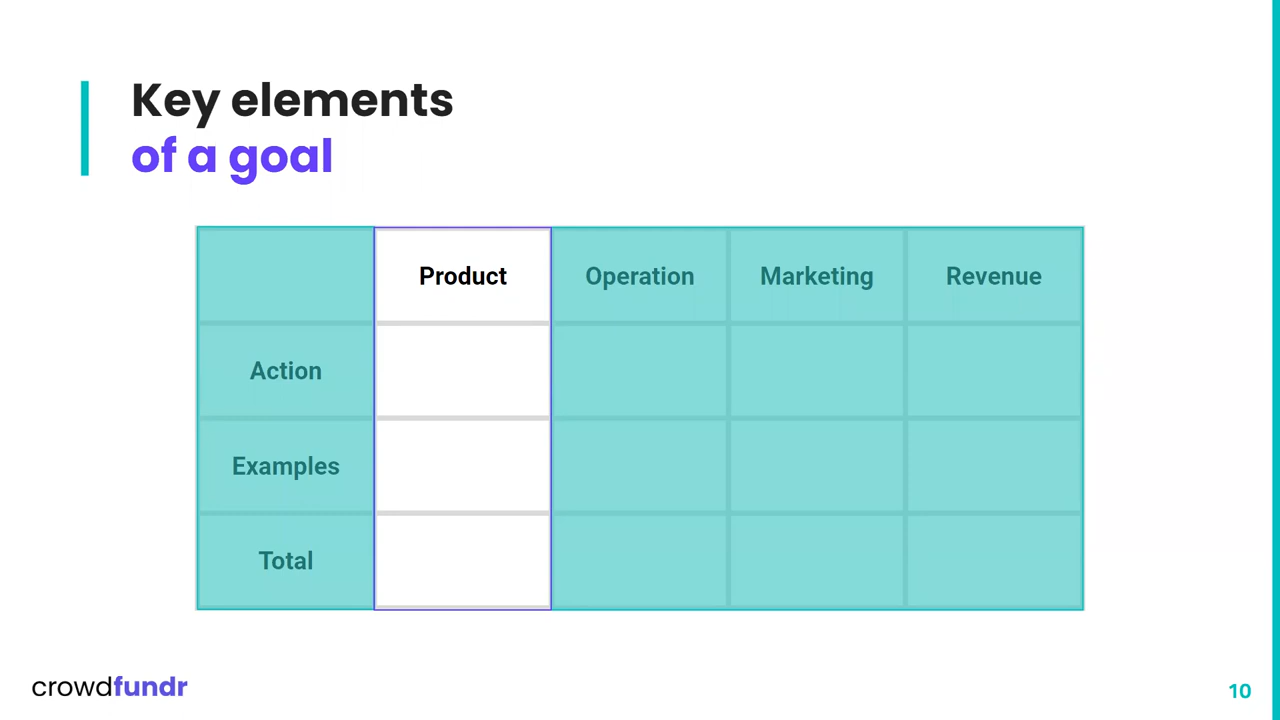 Key elements
of a goal
Product Operation Marketing Revenue
Action
Examples
Total
crowdfundr
10